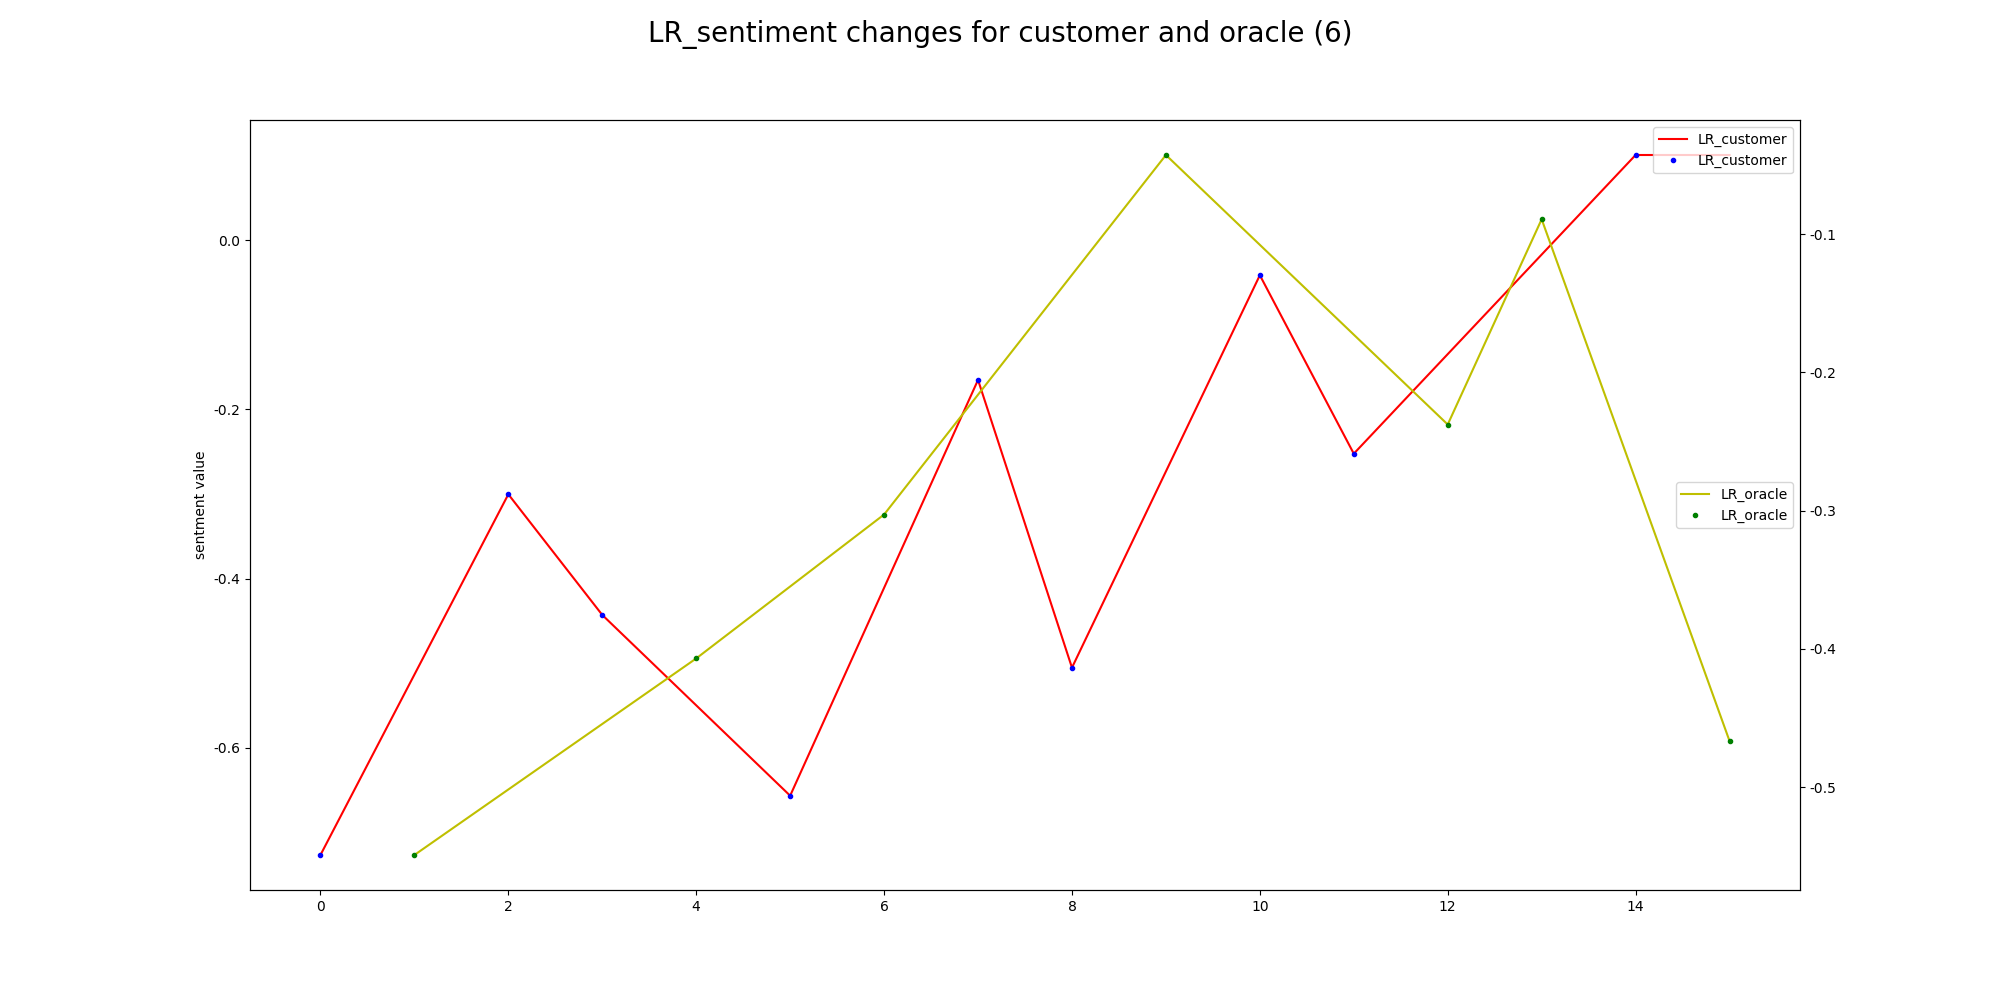 LR_sentiment changes for customer and oracle (6)
LR_customer
LR_customer
0.0
-0.2
-0.4
-0.6
sentment value
-0.1
-0.2
-0.3
-0.4
-0.5
LR_oracle
LR_oracle
0 2 4 6 8 10 12 14